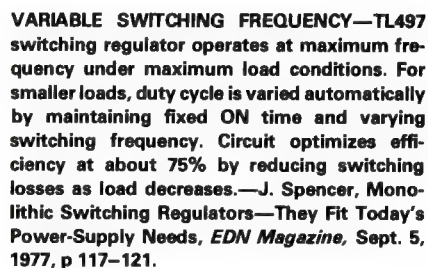 VARIABLE SWITCHING FREQUENCY—TL497
switching regulator operates at maximum fre-
quency under maximum load conditions. For
smaller loads, duty cycle is varied automatically
by maintaining fixed ON time and varying
switching frequency. Circuit optimizes effi-
ciency at about 75% by reducing switching
losses as load decreases.—J. Spencer, Mono-
lithic Switching Regulators—They Fit Today's
Power-Supply Needs, EDN Magazine, Sept. 5,
1977, p 117–121.